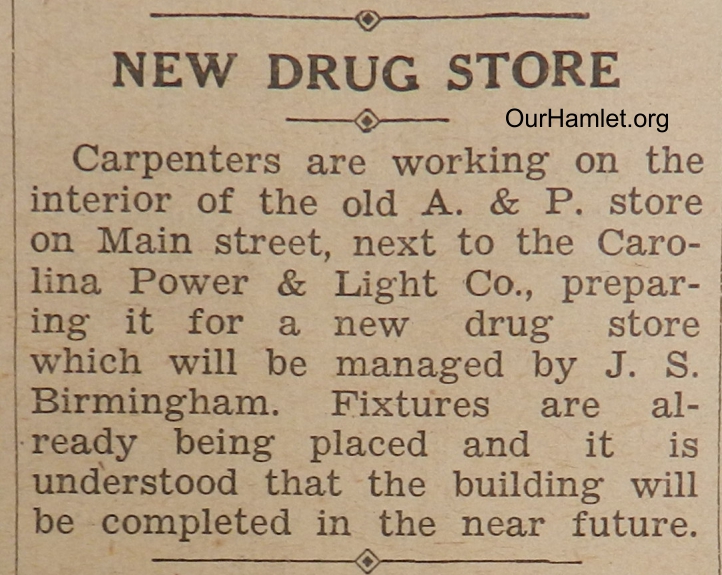 NEW DRUG STORE
OurHamlet.org
Carpenters are working on the
interior of the old A. & P. store
on Main street, next to the Caro-
lina Power & Light Co., prepar-
ing it for a new drug store
which will be managed by J. S.
Birmingham. Fixtures are al-
ready being placed and it is
understood that the building will
be completed in the near future.